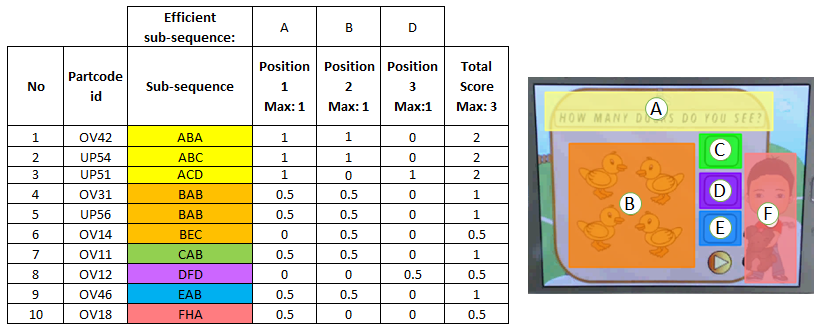 Efficient sub-sequence: A B D
No Partcode id Sub-sequence Position 1 Max: 1 Position 2 Max: 1 Position 3 Max:1 Total Score Max: 3
1 OV42 ABA 1 1 0 2
2 UP54 ABC 1 1 0 2
3 UP51 ACD 1 0 1 2
4 OV31 BAB 0.5 0.5 0 1
5 UP56 BAB 0.5 0.5 0 1
6 OV14 BEC 0 0.5 0 0.5
7 OV11 CAB 0.5 0.5 0 1
8 OV12 DFD 0 0 0.5 0.5
9 OV46 EAB 0.5 0.5 0 1
10 OV18 FHA 0.5 0 0 0.5
A
HOW MANY DUCKS DO YOU SEE?
C
B
D
F
E